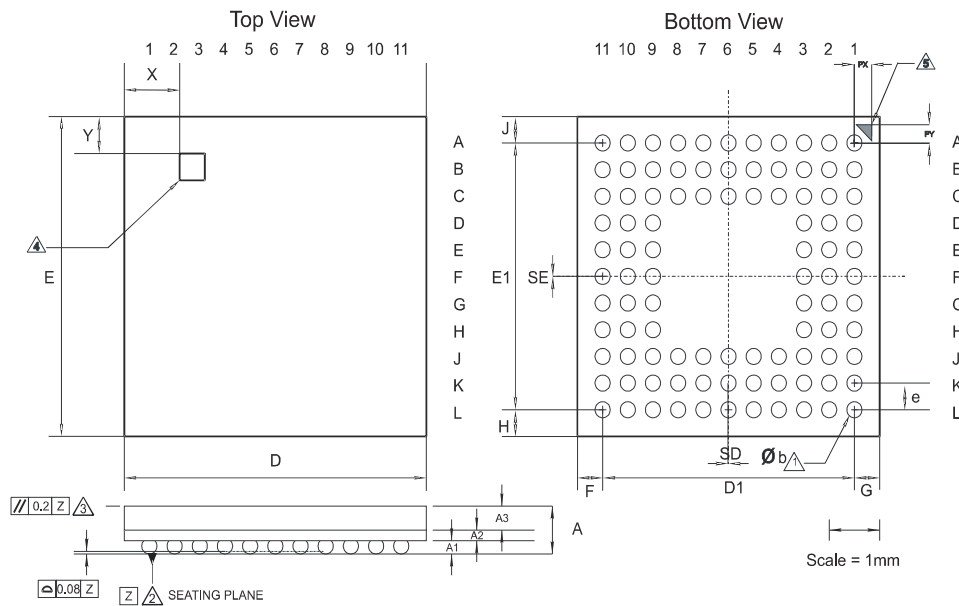 Top View
Bottom View
1 2 3 4 5 6 7 8 9 10 11
11 10 9 8 7 6 5 4 3 2 1
X
PX
5
Y
J
PY
A
A
B
B
C
C
D
D
4
E
E
E
E1
SE
F
F
G
G
H
H
J
J
K
K
e
L
L
H
SD
Ø b
1
D
F
D1
G
// 0.2 Z
3
A3
A2
A1
A
Scale = 1mm
0.08 Z
Z
2
SEATING PLANE